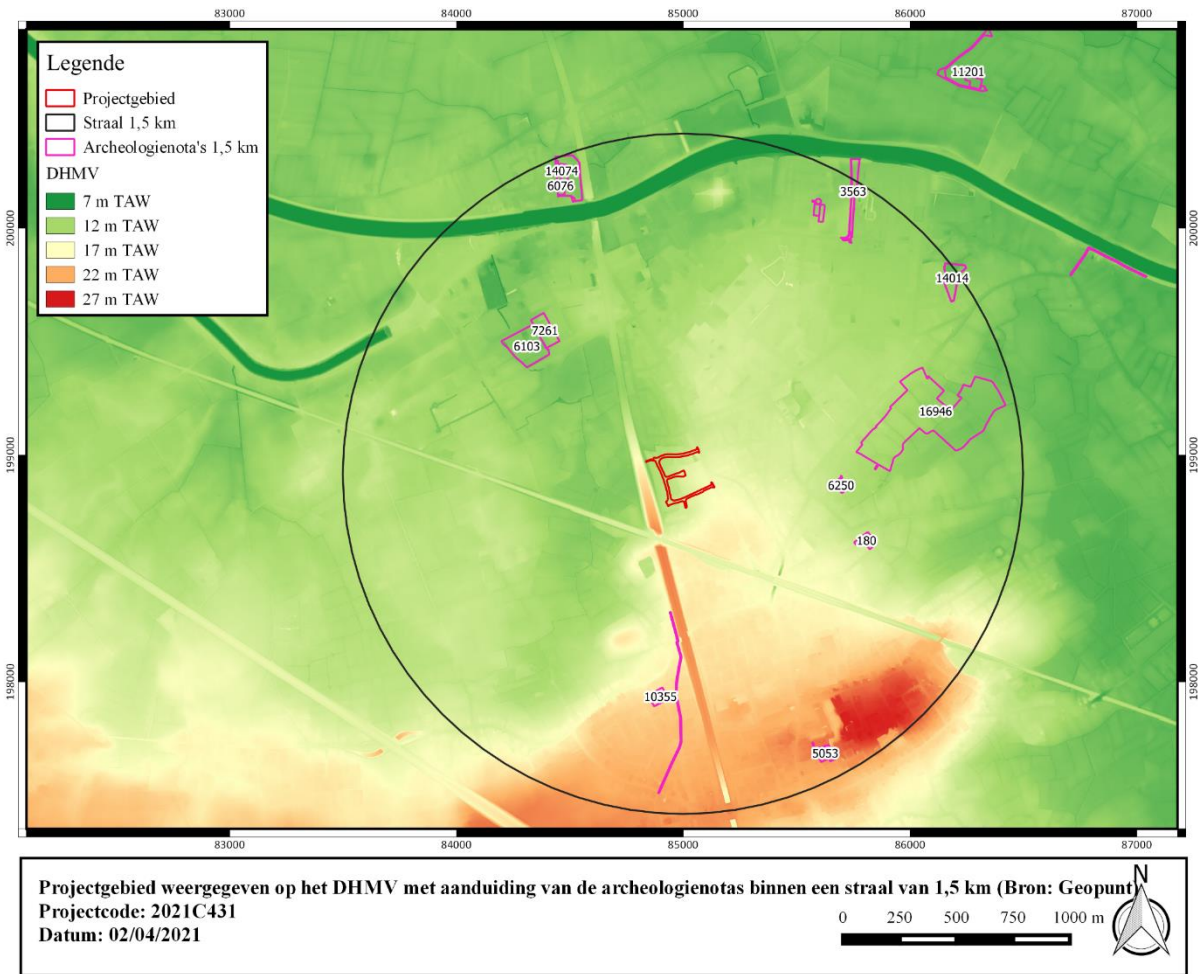 83000 84000 85000 86000 87000
Legende
Projectgebied
Straal 1,5 km
Archeologienota's 1,5 km
DHMV
7 m TAW
12 m TAW
17 m TAW
22 m TAW
27 m TAW
11201
14074
6076
3563
200000
200000
14014
7261
6103
16946
199000
199000
6250
180
198000
198000
10355
5053
83000 84000 85000 86000 87000
Projectgebied weergegeven op het DHMV met aanduiding van de archeologienotas binnen een straal van 1,5 km (Bron: Geopunt)
Projectcode: 2021C431
Datum: 02/04/2021
0 250 500 750 1000 m
N